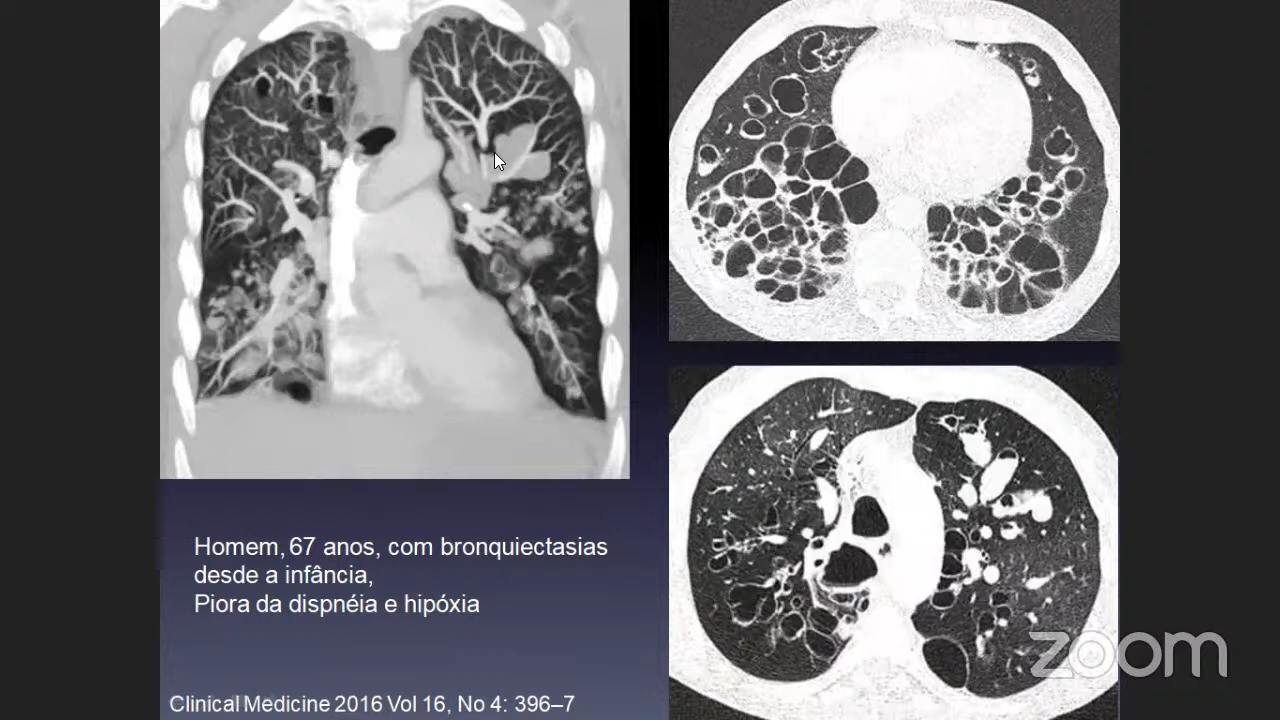 Homem, 67 anos, com bronquiectasias
desde a infância,
Piora da dispnéia e hipóxia
Clinical Medicine 2016 Vol 16, No 4: 396–7
zoom